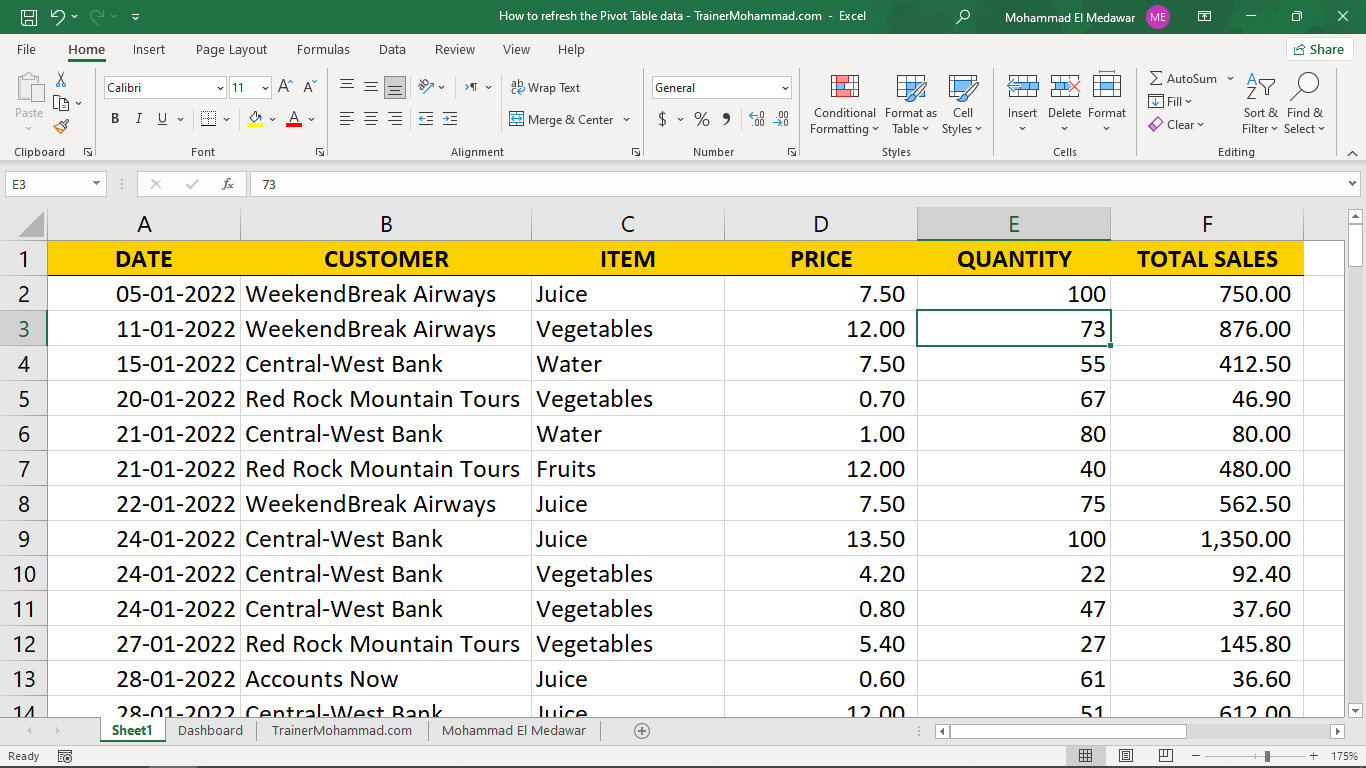 How to refresh the Pivot Table data - TrainerMohammad.com - Excel
Mohammad El Medawar ME
File Home Insert Page Layout Formulas Data Review View Help Share
Calibri 11 Wrap Text General Conditional Formatting Format as Table Cell Styles Insert Delete Format AutoSum Fill Clear Sort & Filter Find & Select
Paste B I U Merge & Center $ % 9
Clipboard Font Alignment Number Styles Cells Editing
E3 fx 73
A B C D E F
1 DATE CUSTOMER ITEM PRICE QUANTITY TOTAL SALES
2 05-01-2022 WeekendBreak Airways Juice 7.50 100 750.00
3 11-01-2022 WeekendBreak Airways Vegetables 12.00 73 876.00
4 15-01-2022 Central-West Bank Water 7.50 55 412.50
5 20-01-2022 Red Rock Mountain Tours Vegetables 0.70 67 46.90
6 21-01-2022 Central-West Bank Water 1.00 80 80.00
7 21-01-2022 Red Rock Mountain Tours Fruits 12.00 40 480.00
8 22-01-2022 WeekendBreak Airways Juice 7.50 75 562.50
9 24-01-2022 Central-West Bank Juice 13.50 100 1,350.00
10 24-01-2022 Central-West Bank Vegetables 4.20 22 92.40
11 24-01-2022 Central-West Bank Vegetables 0.80 47 37.60
12 27-01-2022 Red Rock Mountain Tours Vegetables 5.40 27 145.80
13 28-01-2022 Accounts Now Juice 0.60 61 36.60
14 28-01-2022 Central-West Bank Juice 12.00 51 612.00
Sheet1 Dashboard TrainerMohammad.com Mohammad El Medawar
Ready 175%